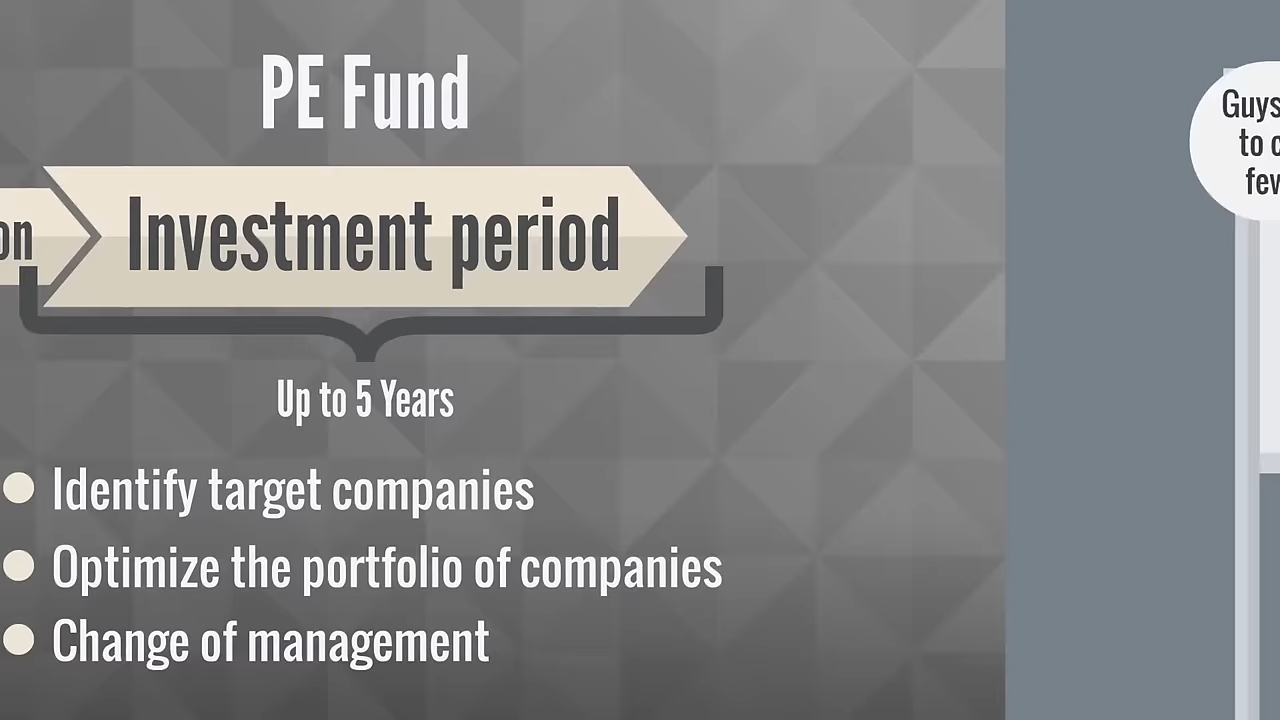 PE Fund
on
Investment period
Up to 5 Years
Identify target companies
Optimize the portfolio of companies
Change of management
Guys
to